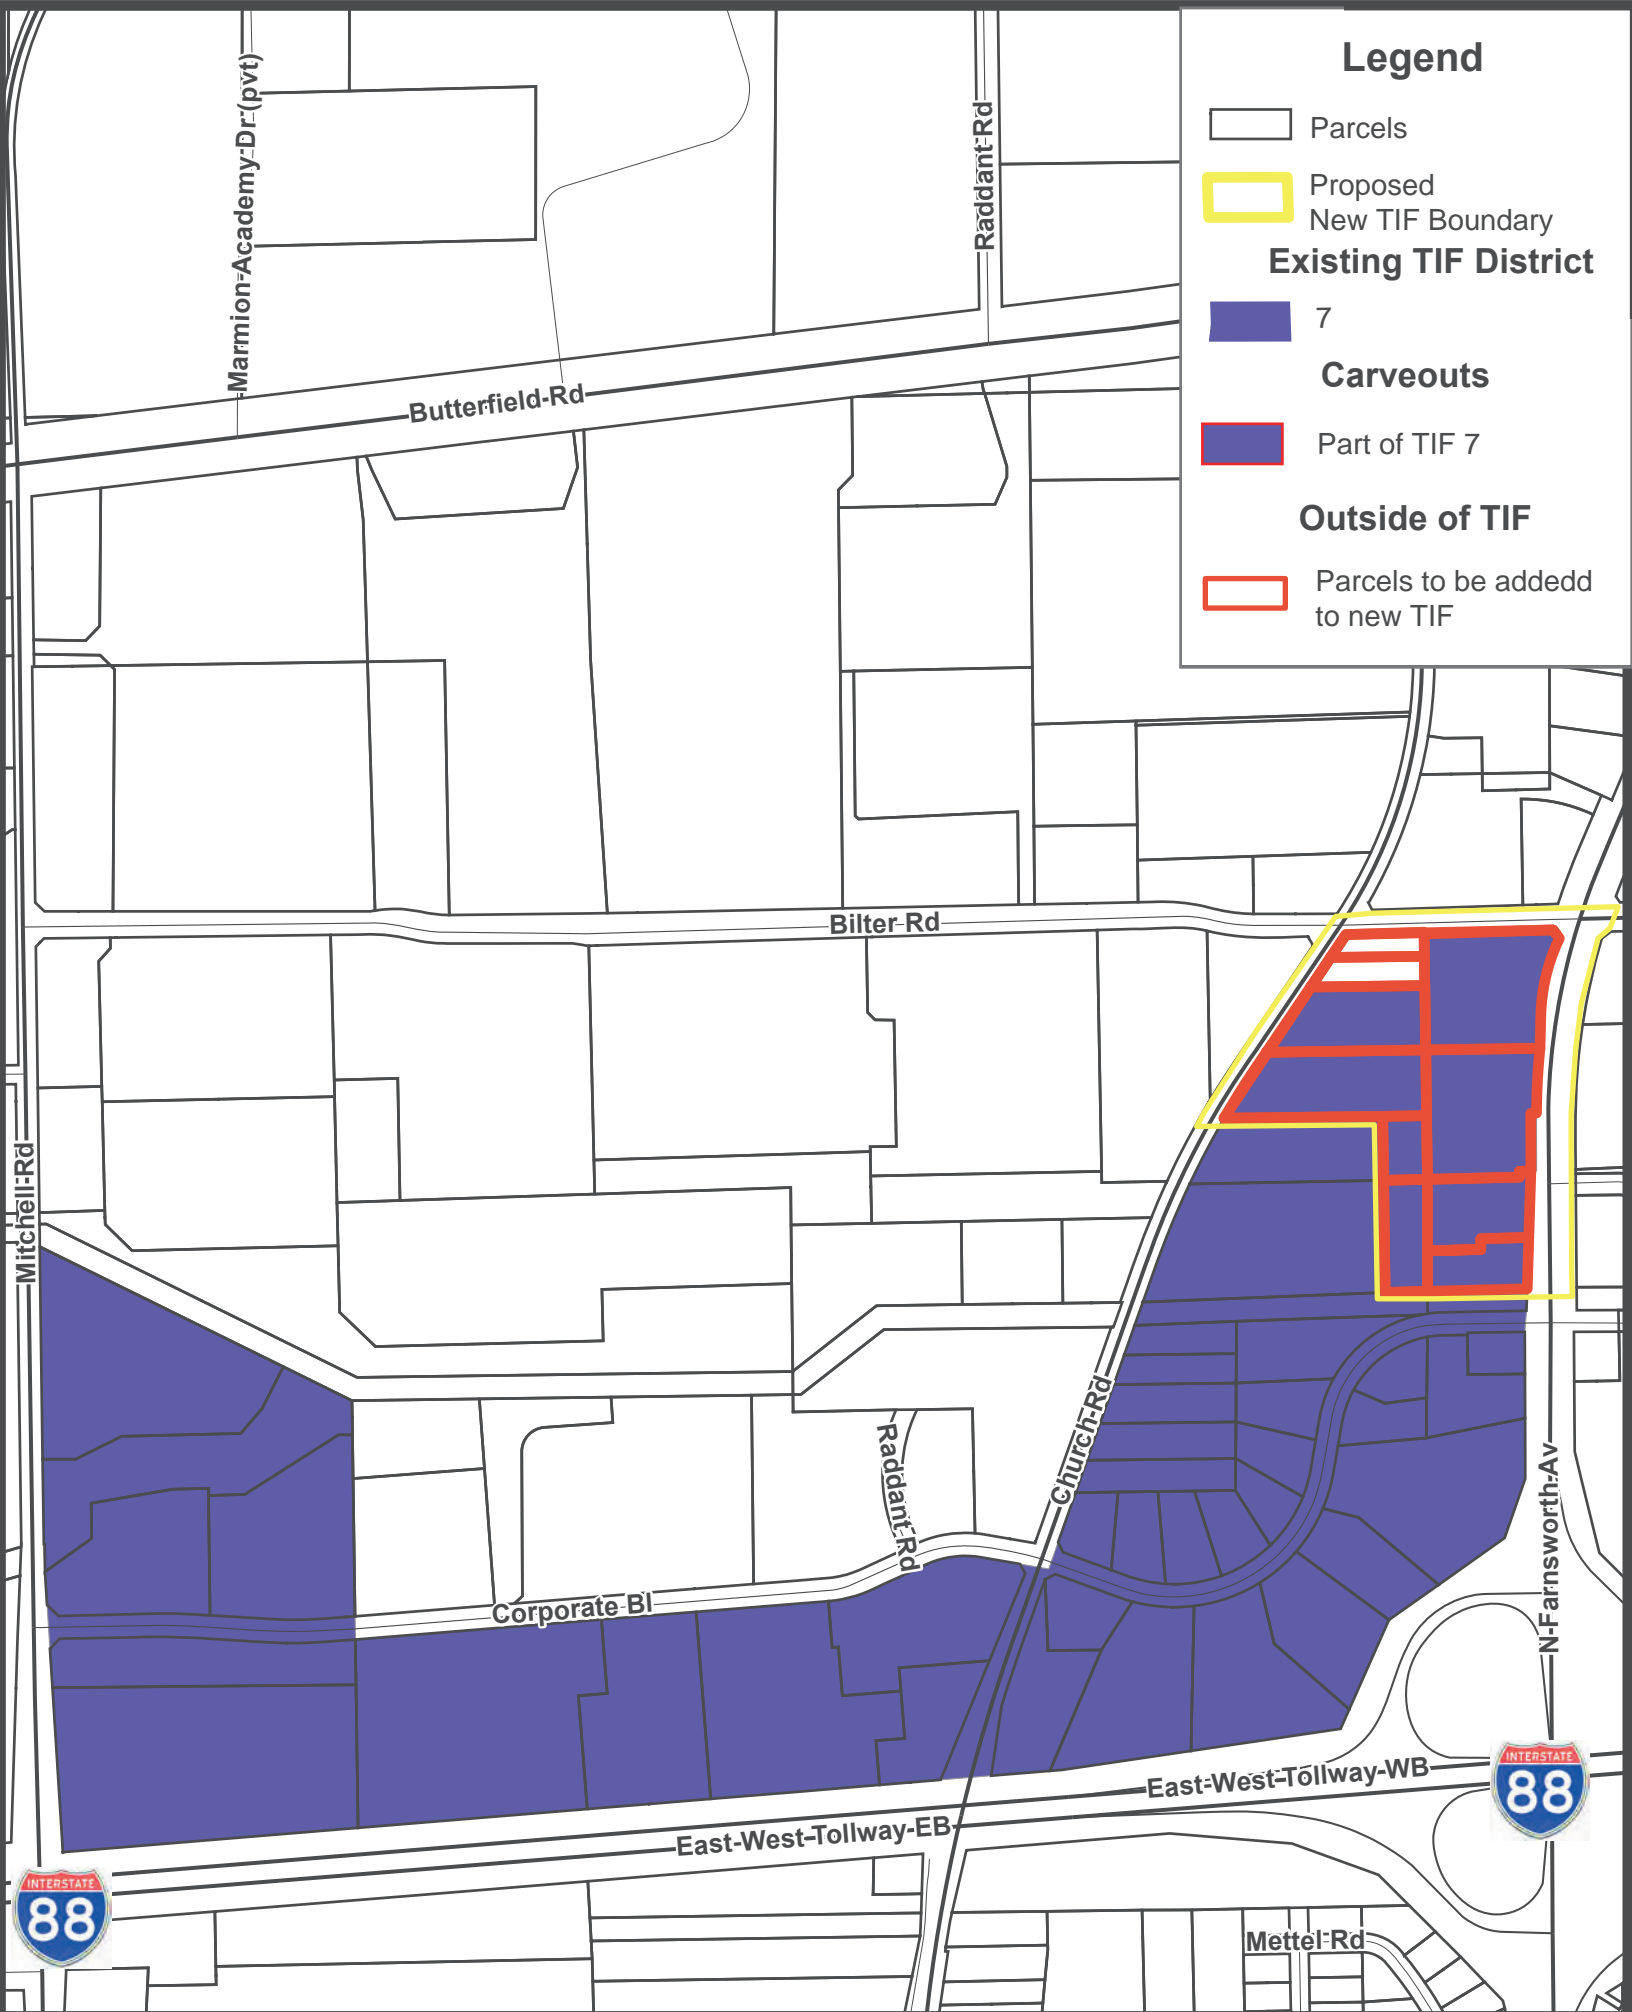 Legend
Parcels
Proposed
New TIF Boundary
Existing TIF District
7
Carveouts
Part of TIF 7
Outside of TIF
Parcels to be addedd
to new TIF
Marmion Academy Dr (pvt)
Raddant Rd
Butterfield Rd
Bilter Rd
Mitchell Rd
Church Rd
Raddant Rd
N Farnsworth Av
Corporate Bl
East-West Tollway WB
East-West Tollway EB
INTERSTATE
88
INTERSTATE
88
Mettel Rd